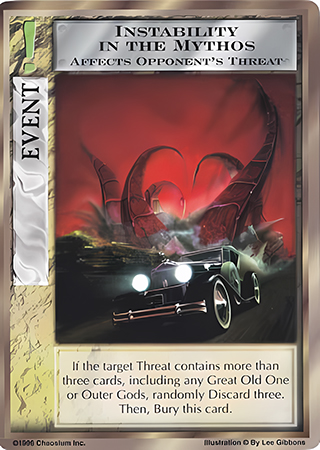 INSTABILITY
IN THE MYTHOS
AFFECTS OPPONENT'S THREAT
!
EVENT
If the target Threat contains more than
three cards, including any Great Old One
or Outer Gods, randomly Discard three.
Then, Bury this card.
©1996 Chaosium Inc.
Illustration © By Lee Gibbons